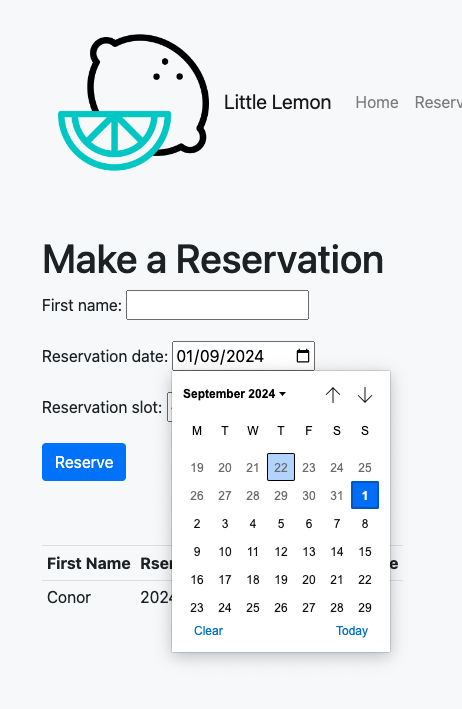 Little Lemon Home Reserv
Make a Reservation
First name:
Reservation date: 01/09/2024
September 2024
Reservation slot:
M T W T F S S
Reserve
19 20 21 22 23 24 25
26 27 28 29 30 31 1
2 3 4 5 6 7 8
9 10 11 12 13 14 15
First Name Rser e
16 17 18 19 20 21 22
Conor 2024
23 24 25 26 27 28 29
Clear Today